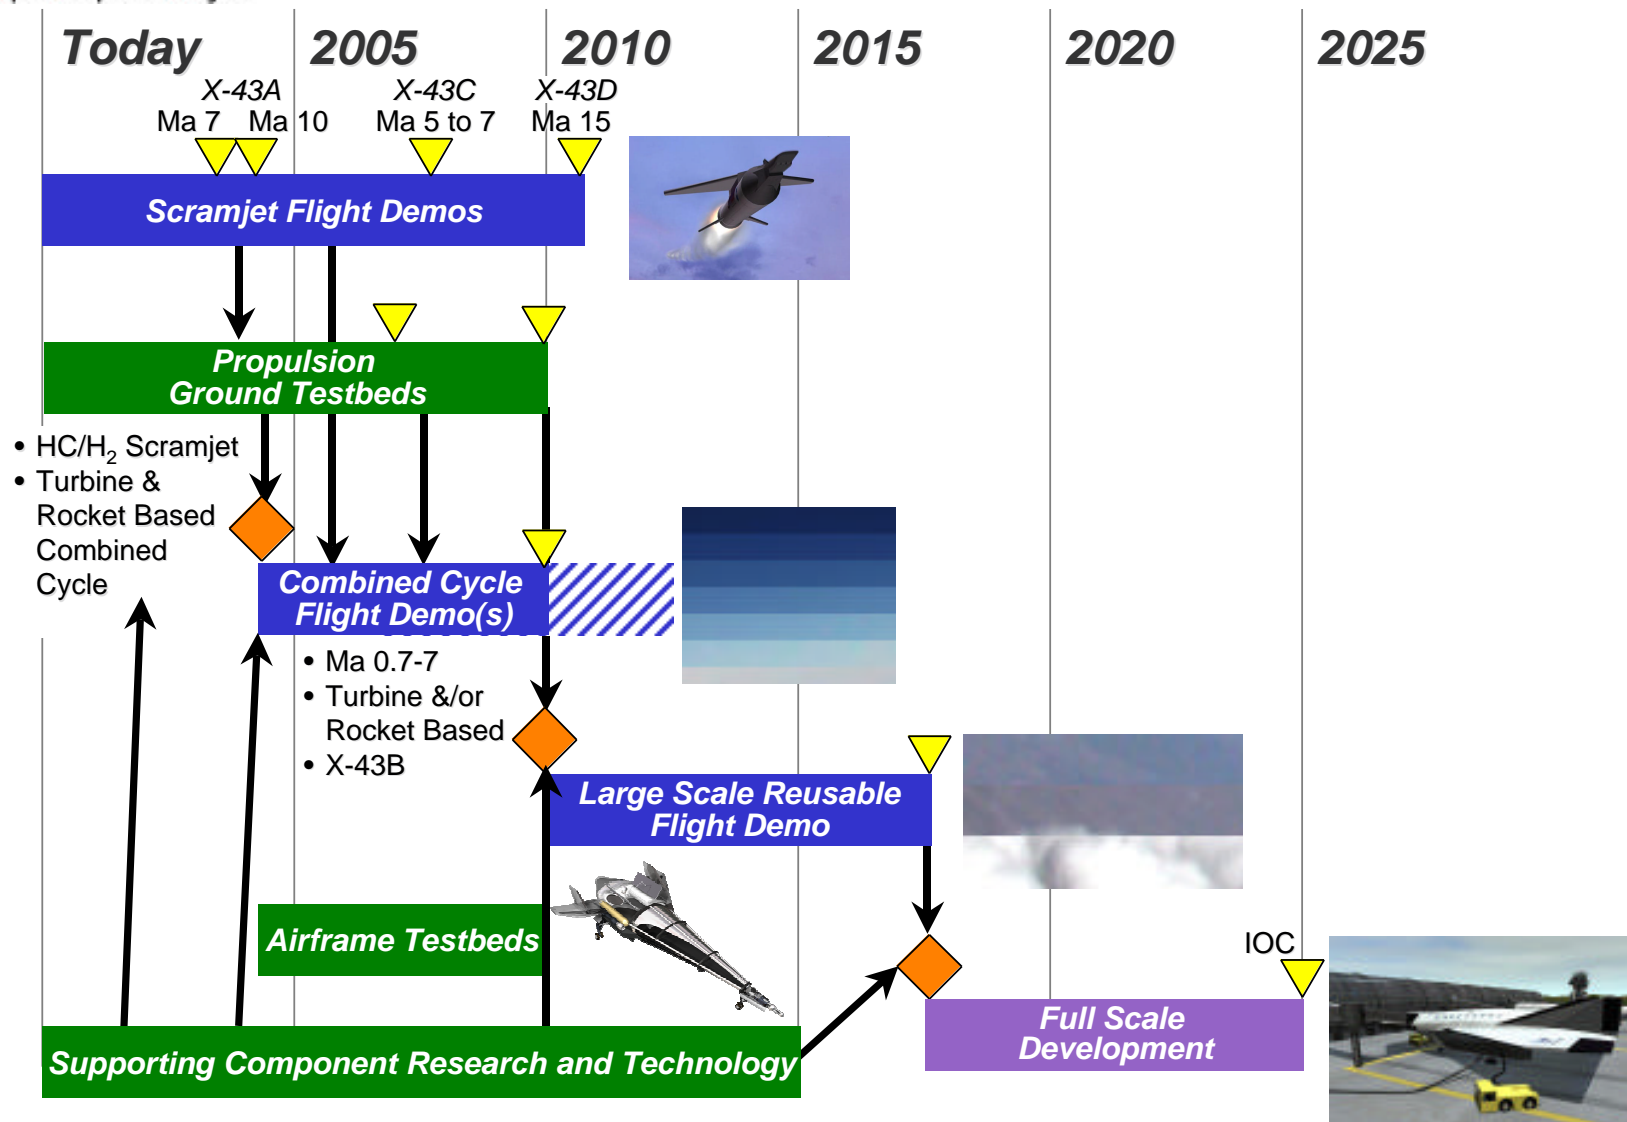 Today 2005 2010 2015 2020 2025
X-43A X-43C X-43D
Ma 7 Ma 10 Ma 5 to 7 Ma 15
Scramjet Flight Demos
Propulsion
Ground Testbeds
• HC/H₂ Scramjet
• Turbine &
Rocket Based
Combined
Cycle
Combined Cycle
Flight Demo(s)
• Ma 0.7-7
• Turbine &/or
Rocket Based
• X-43B
Large Scale Reusable
Flight Demo
Airframe Testbeds
IOC
Full Scale
Development
Supporting Component Research and Technology